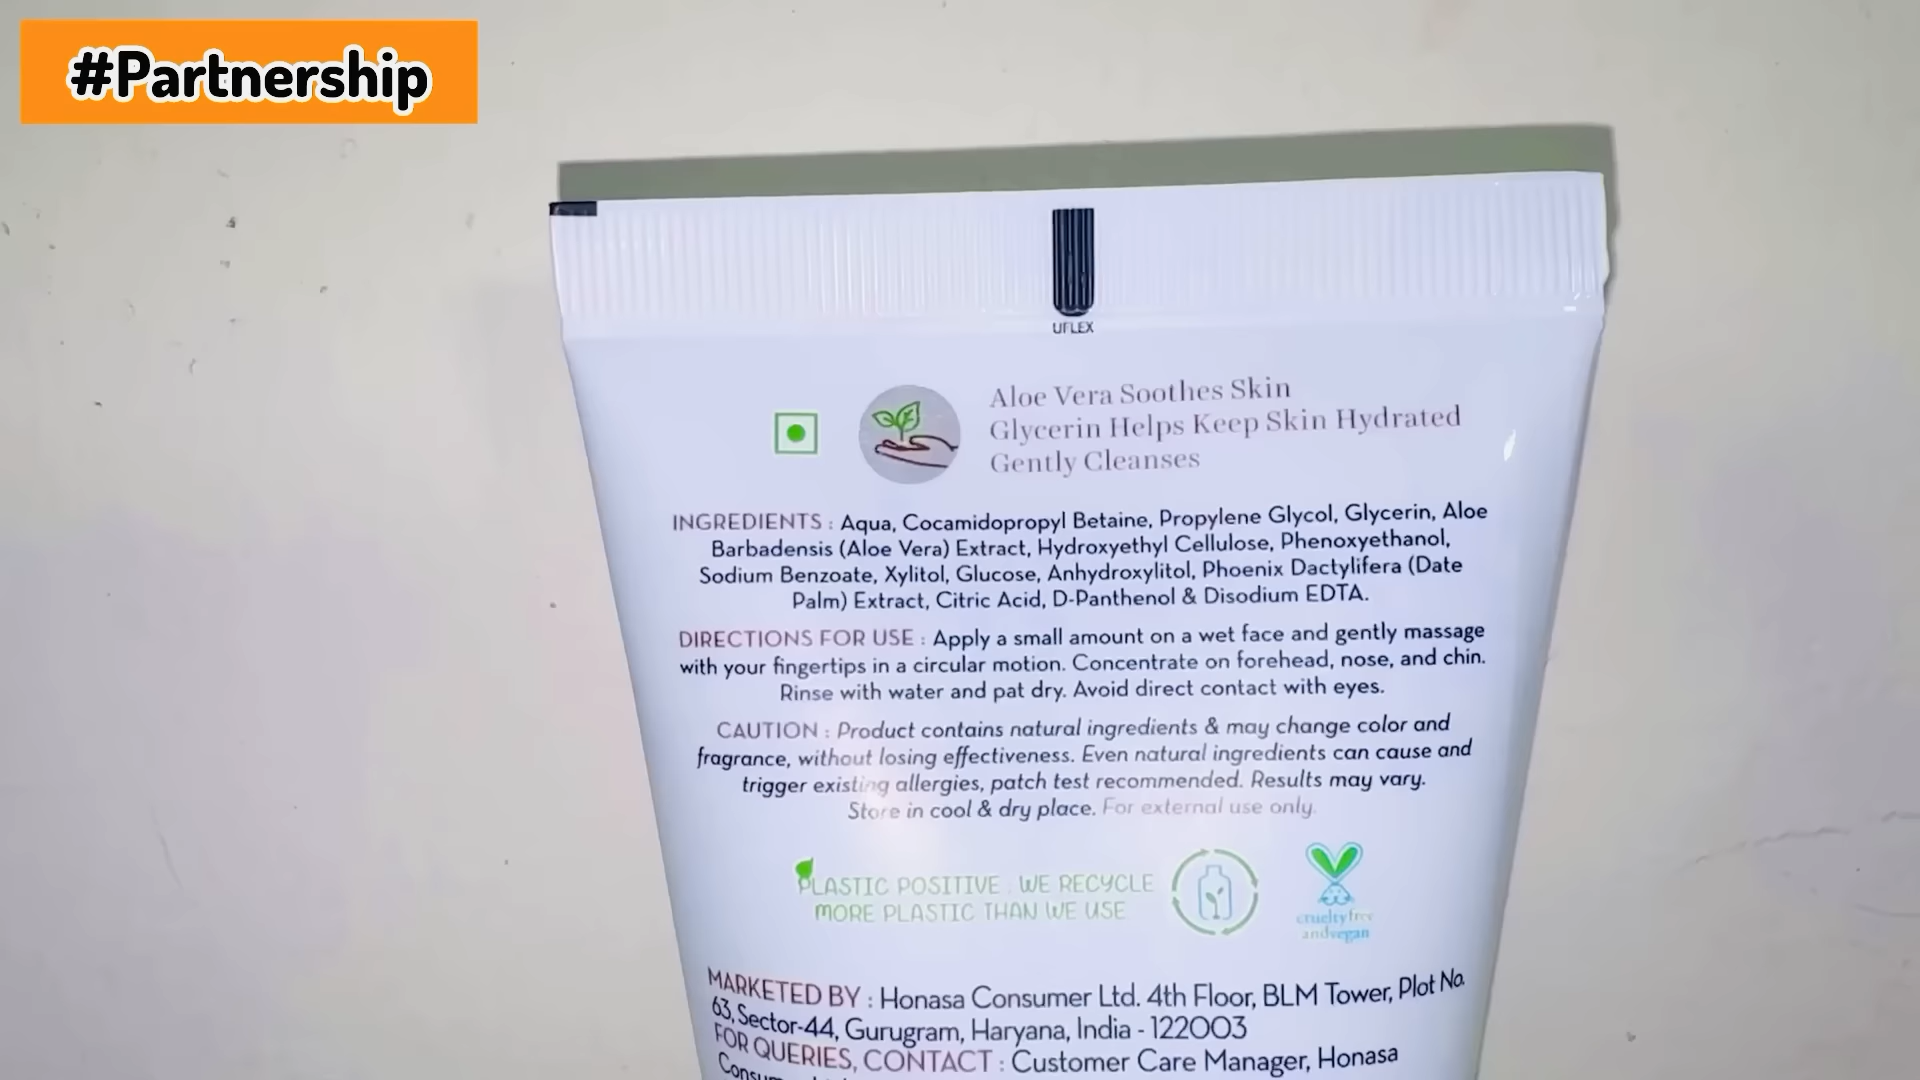 #Partnership
UFLEX
Aloe Vera Soothes Skin
Glycerin Helps Keep Skin Hydrated
Gently Cleanses
INGREDIENTS : Aqua, Cocamidopropyl Betaine, Propylene Glycol, Glycerin, Aloe
Barbadensis (Aloe Vera) Extract, Hydroxyethyl Cellulose, Phenoxyethanol,
Sodium Benzoate, Xylitol, Glucose, Anhydroxylitol, Phoenix Dactylifera (Date
Palm) Extract, Citric Acid, D-Panthenol & Disodium EDTA.
DIRECTIONS FOR USE : Apply a small amount on a wet face and gently massage
with your fingertips in a circular motion. Concentrate on forehead, nose, and chin.
Rinse with water and pat dry. Avoid direct contact with eyes.
CAUTION : Product contains natural ingredients & may change color and
fragrance, without losing effectiveness. Even natural ingredients can cause and
trigger existing allergies, patch test recommended. Results may vary.
Store in cool & dry place. For external use only.
PLASTIC POSITIVE : WE RECYCLE
MORE PLASTIC THAN WE USE
crueltyfree
andvegan
MARKETED BY : Honasa Consumer Ltd. 4th Floor, BLM Tower, Plot No.
63, Sector-44, Gurugram, Haryana, India - 122003
FOR QUERIES, CONTACT : Customer Care Manager, Honasa